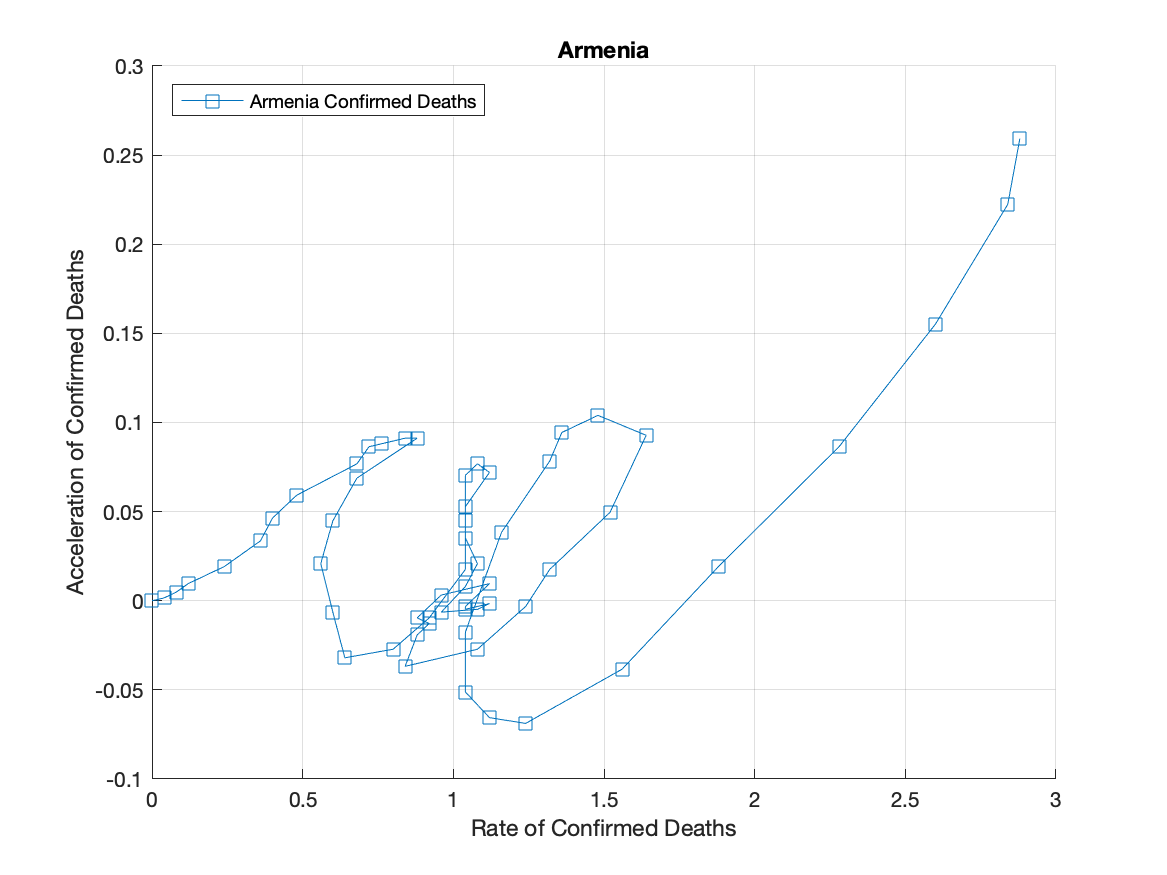 Armenia
Armenia Confirmed Deaths
0.3
0.25
0.2
0.15
0.1
0.05
0
-0.05
-0.1
Acceleration of Confirmed Deaths
0 0.5 1 1.5 2 2.5 3
Rate of Confirmed Deaths